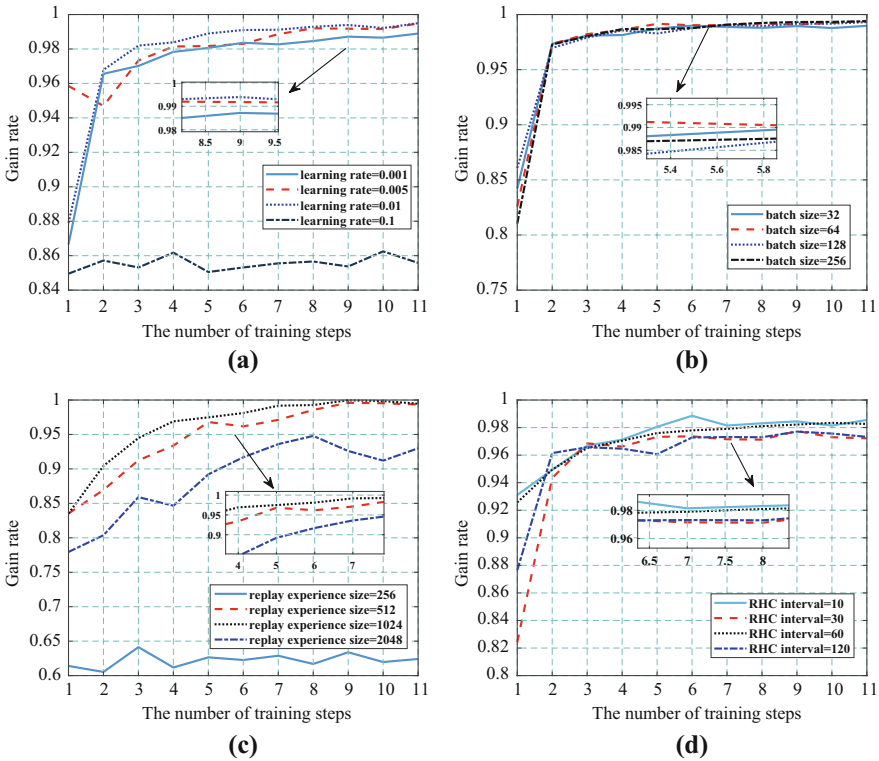 1
0.98
0.96
0.94
0.92
0.9
0.88
0.86
0.84
Gain rate
1
0.99
0.98
8.5
9
9.5
learning rate=0.001
learning rate=0.005
learning rate=0.01
learning rate=0.1
1 2 3 4 5 6 7 8 9 10 11
The number of training steps
(a)
1
0.95
0.9
0.85
0.8
0.75
Gain rate
0.995
0.99
0.985
5.4
5.6
5.8
batch size=32
batch size=64
batch size=128
batch size=256
1 2 3 4 5 6 7 8 9 10 11
The number of training steps
(b)
1
0.95
0.9
0.85
0.8
0.75
0.7
0.65
0.6
Gain rate
1
0.95
0.9
4 5 6 7
replay experience size=256
replay experience size=512
replay experience size=1024
replay experience size=2048
1 2 3 4 5 6 7 8 9 10 11
The number of training steps
(c)
1
0.98
0.96
0.94
0.92
0.9
0.88
0.86
0.84
0.82
0.8
Gain rate
0.98
0.96
6.5 7 7.5 8
RHC interval=10
RHC interval=30
RHC interval=60
RHC interval=120
1 2 3 4 5 6 7 8 9 10 11
The number of training steps
(d)